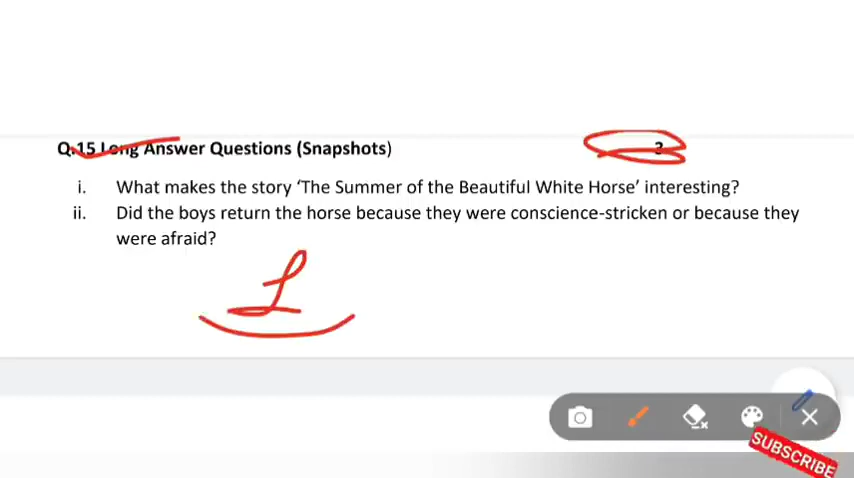 Q.15 Long Answer Questions (Snapshots) 3
i. What makes the story ‘The Summer of the Beautiful White Horse’ interesting?
ii. Did the boys return the horse because they were conscience-stricken or because they
were afraid?
SUBSCRIBE